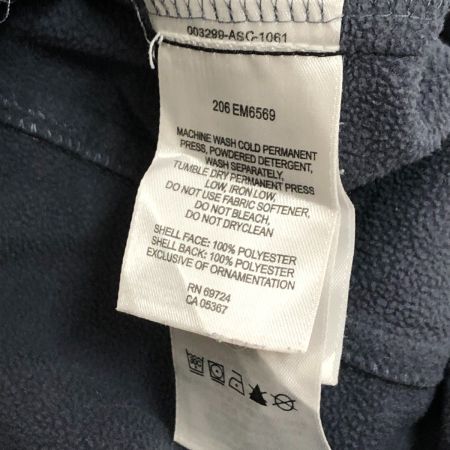 003299-ASC-1061
206 EM6569
MACHINE WASH COLD PERMANENT
PRESS, POWDERED DETERGENT,
WASH SEPARATELY,
TUMBLE DRY PERMANENT PRESS
LOW, IRON LOW,
DO NOT USE FABRIC SOFTENER,
DO NOT BLEACH,
DO NOT DRYCLEAN
SHELL FACE: 100% POLYESTER
SHELL BACK: 100% POLYESTER
EXCLUSIVE OF ORNAMENTATION
RN 69724
CA 05367